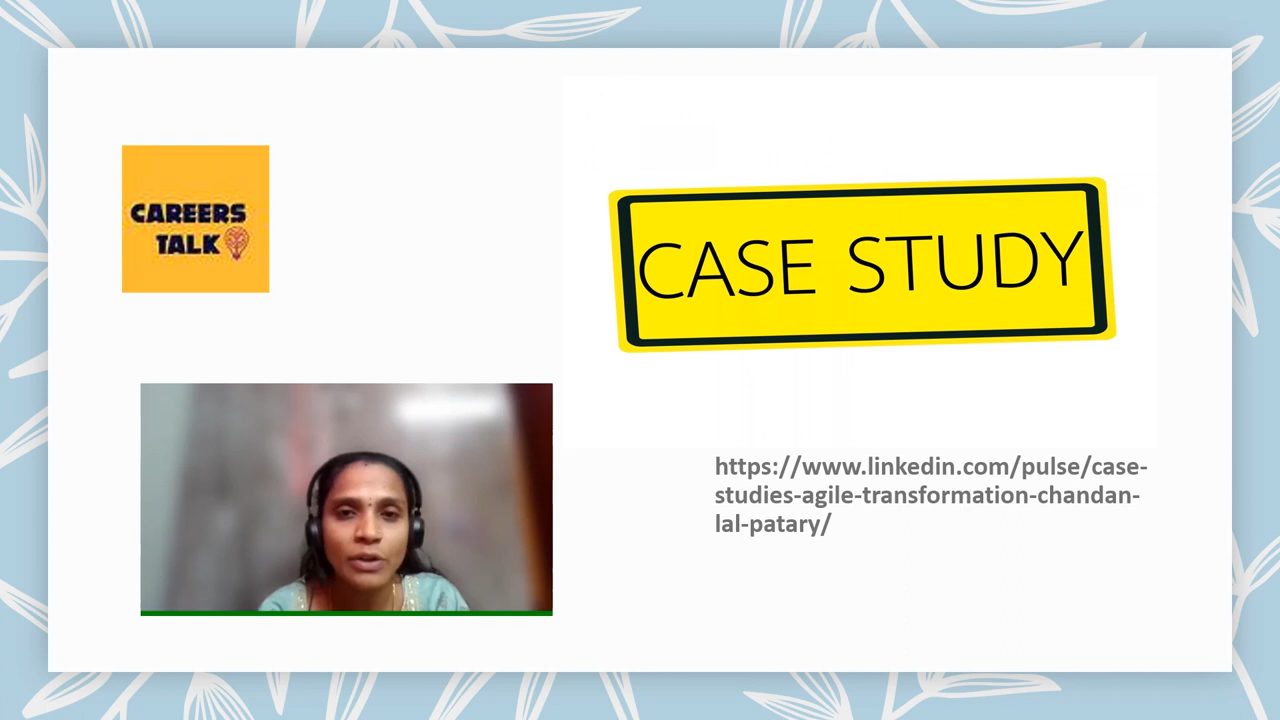 CAREERS
TALK
CASE STUDY
https://www.linkedin.com/pulse/case-
studies-agile-transformation-chandan-
lal-patary/